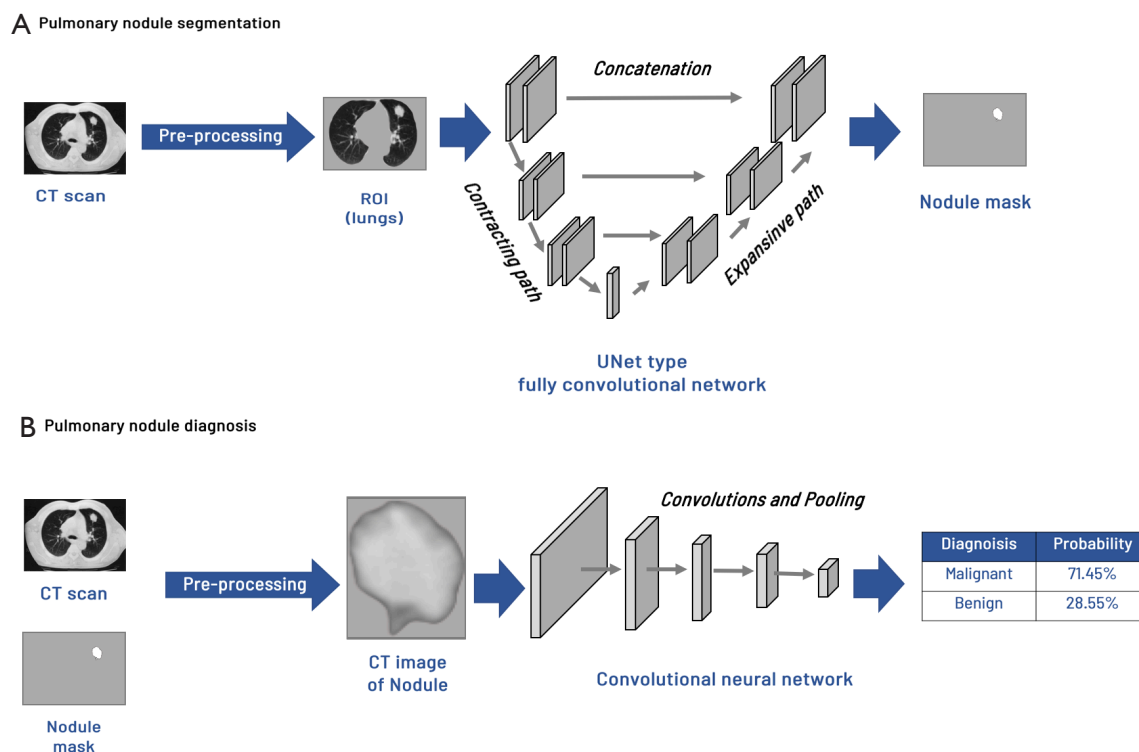 A Pulmonary nodule segmentation
Concatenation
Pre-processing
CT scan
ROI
(lungs)
Contracting path
Expansinve path
Nodule mask
UNet type
fully convolutional network
B Pulmonary nodule diagnosis
Convolutions and Pooling
Pre-processing
CT scan
Diagnoisis Probability
Malignant 71.45%
Benign 28.55%
CT image
of Nodule
Convolutional neural network
Nodule
mask